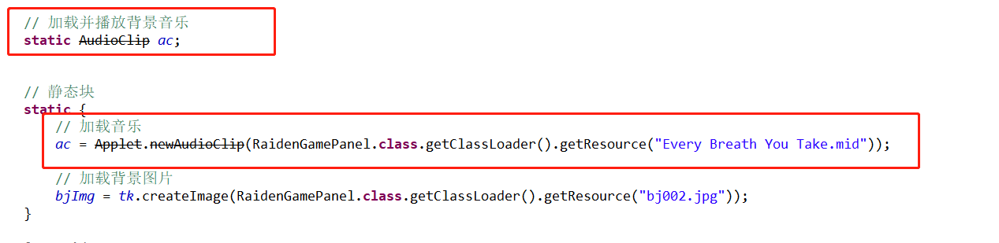 // 加载并播放背景音乐
static AudioClip ac;
// 静态块
static {
// 加载音乐
ac = Applet.newAudioClip(RaidenGamePanel.class.getClassLoader().getResource("Every Breath You Take.mid"));
// 加载背景图片
bjImg = tk.createImage(RaidenGamePanel.class.getClassLoader().getResource("bj002.jpg"));
}